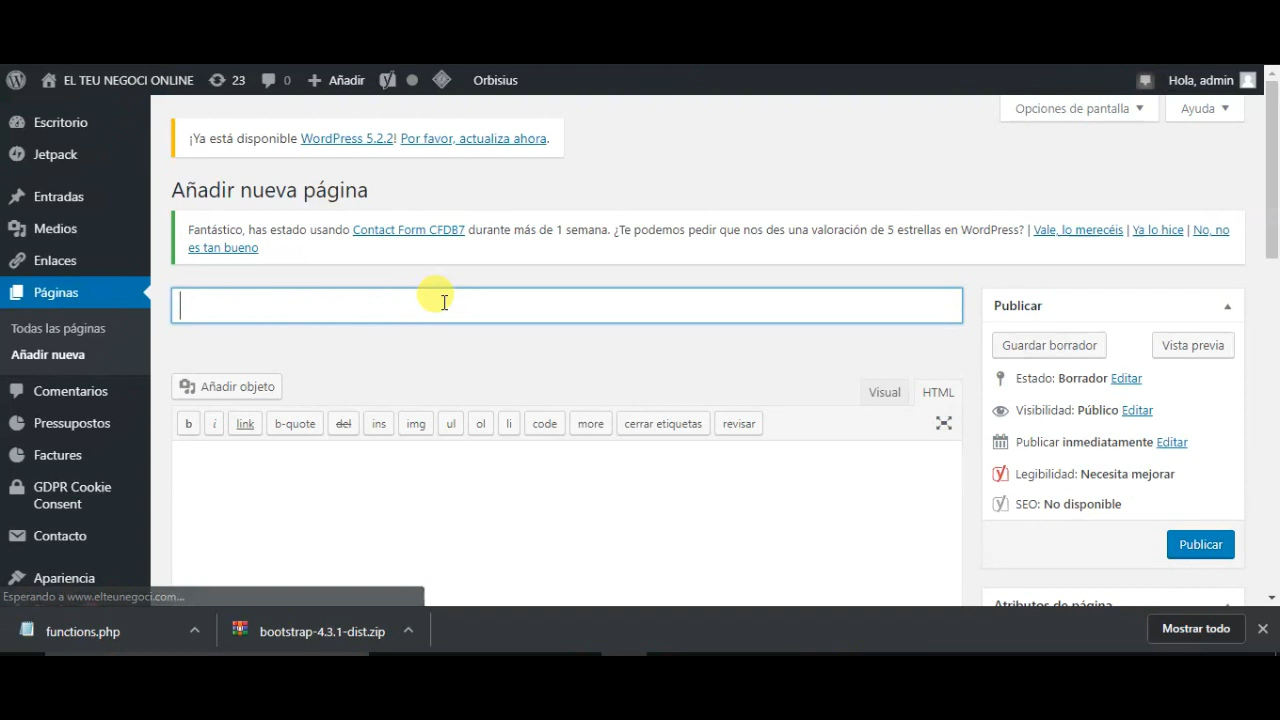 EL TEU NEGOCI ONLINE 23 0 Añadir Orbisius Hola, admin
Opciones de pantalla Ayuda
Escritorio
Jetpack
Entradas
Medios
Enlaces
Páginas
Todas las páginas
Añadir nueva
Comentarios
Pressupostos
Factures
GDPR Cookie
Consent
Contacto
Apariencia
¡Ya está disponible WordPress 5.2.2! Por favor, actualiza ahora.
Añadir nueva página
Fantástico, has estado usando Contact Form CFDB7 durante más de 1 semana. ¿Te podemos pedir que nos des una valoración de 5 estrellas en WordPress? | Vale, lo merecéis | Ya lo hice | No, no
es tan bueno
Añadir objeto
Visual HTML
b i link b-quote del ins img ul ol li code more cerrar etiquetas revisar
Publicar
Guardar borrador Vista previa
Estado: Borrador Editar
Visibilidad: Público Editar
Publicar inmediatamente Editar
Legibilidad: Necesita mejorar
SEO: No disponible
Publicar
Atributos de página
Esperando a www.elteunegoci.com...
functions.php bootstrap-4.3.1-dist.zip Mostrar todo